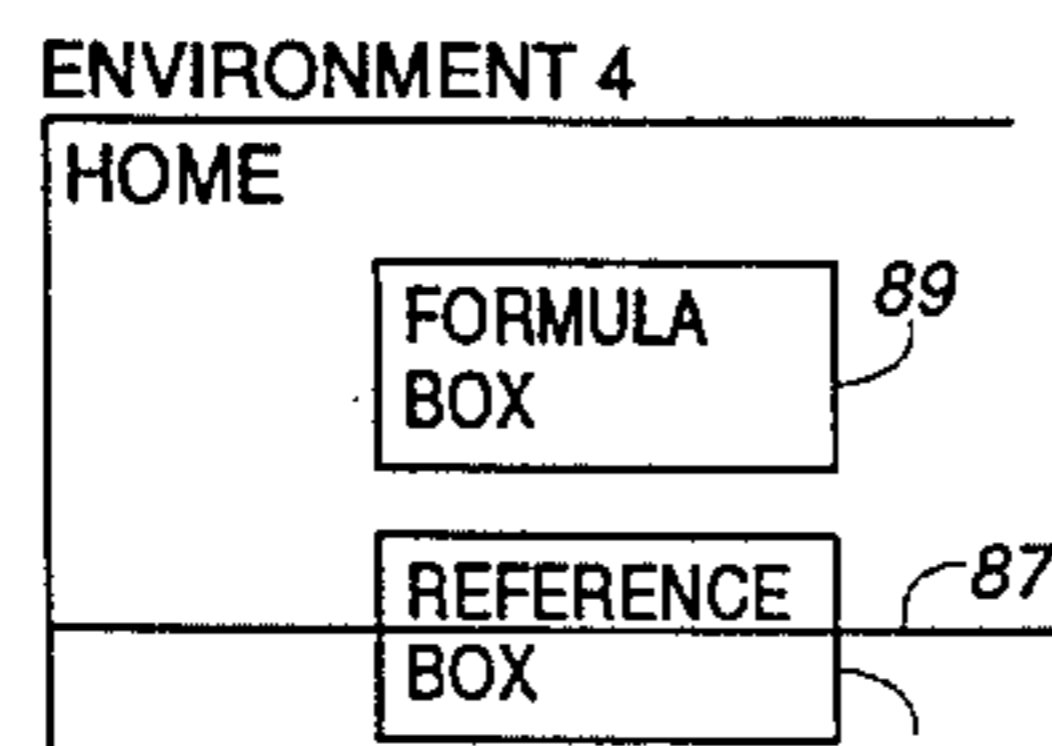 ENVIRONMENT 4
HOME
FORMULA
BOX
89
REFERENCE
BOX
87